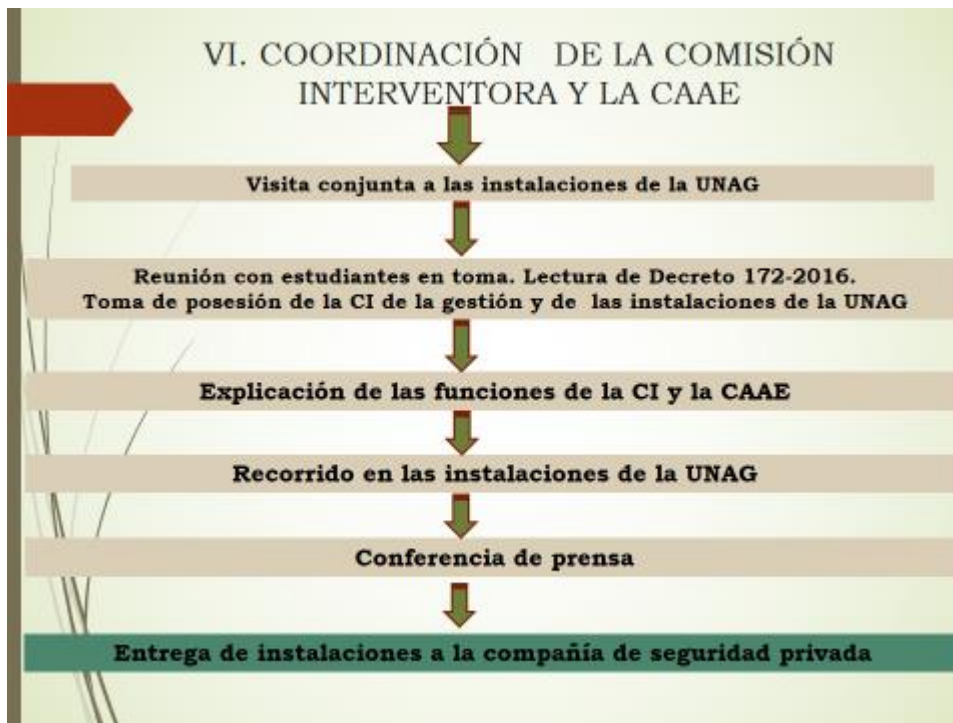 VI. COORDINACIÓN DE LA COMISIÓN
INTERVENTORA Y LA CAAE
Visita conjunta a las instalaciones de la UNAG
Reunión con estudiantes en toma. Lectura de Decreto 172-2016.
Toma de posesión de la CI de la gestión y de las instalaciones de la UNAG
Explicación de las funciones de la CI y la CAAE
Recorrido en las instalaciones de la UNAG
Conferencia de prensa
Entrega de instalaciones a la compañía de seguridad privada